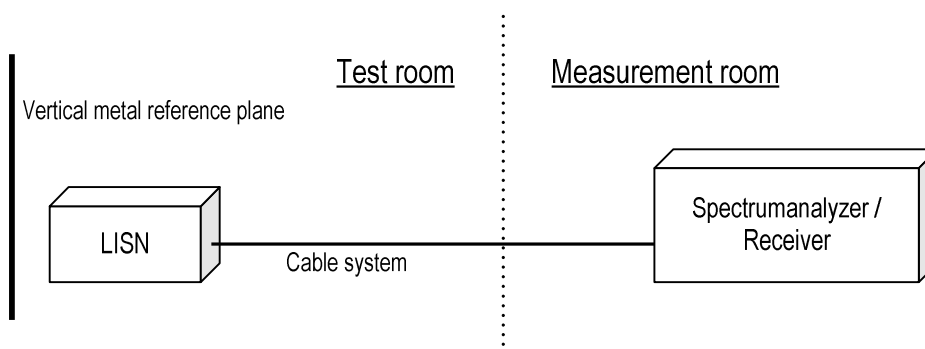 Test room
Measurement room
Vertical metal reference plane
LISN
Cable system
Spectrumanalyzer /
Receiver